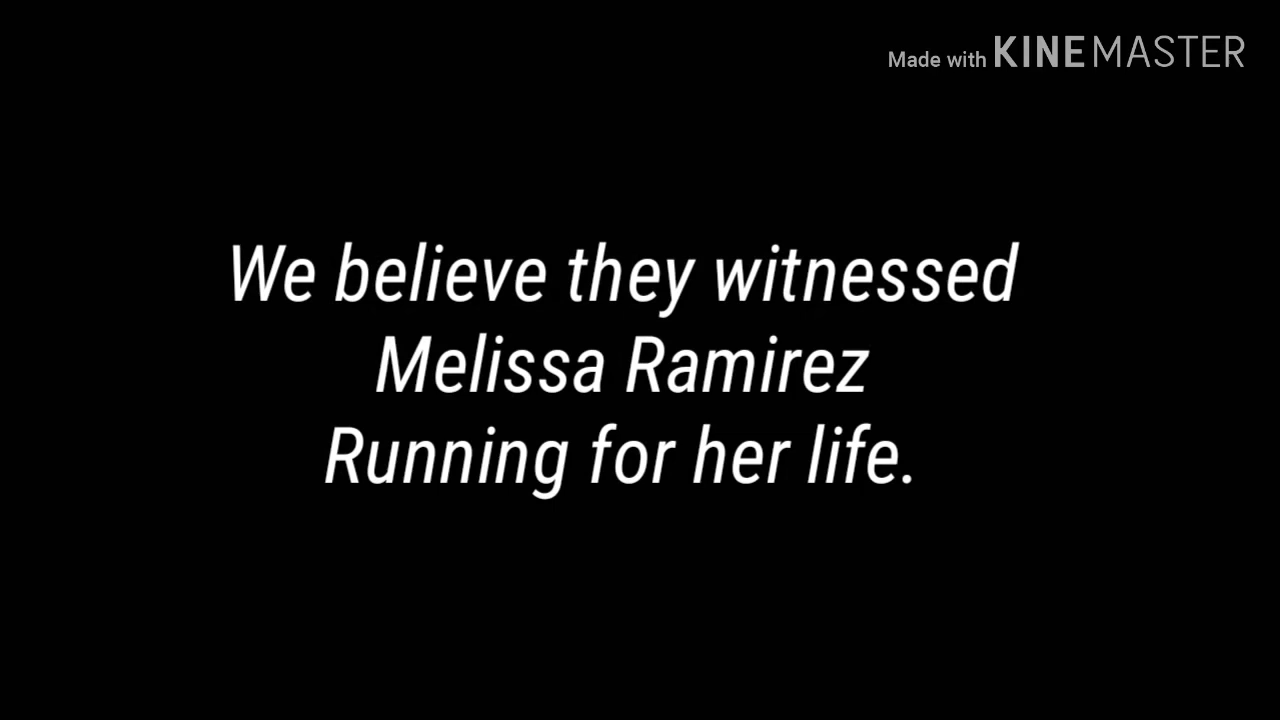 Made with KINEMASTER
We believe they witnessed
Melissa Ramirez
Running for her life.